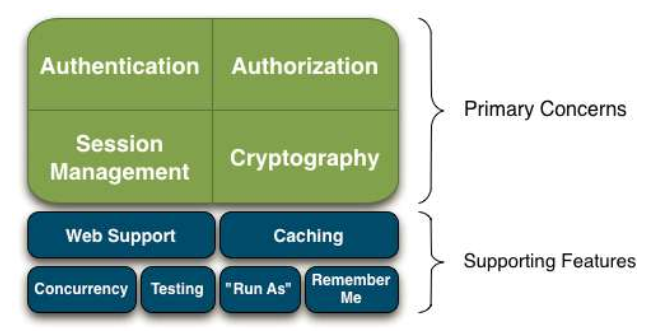 Authentication
Authorization
Primary Concerns
Session
Management
Cryptography
Web Support
Caching
Supporting Features
Concurrency
Testing
"Run As"
Remember
Me